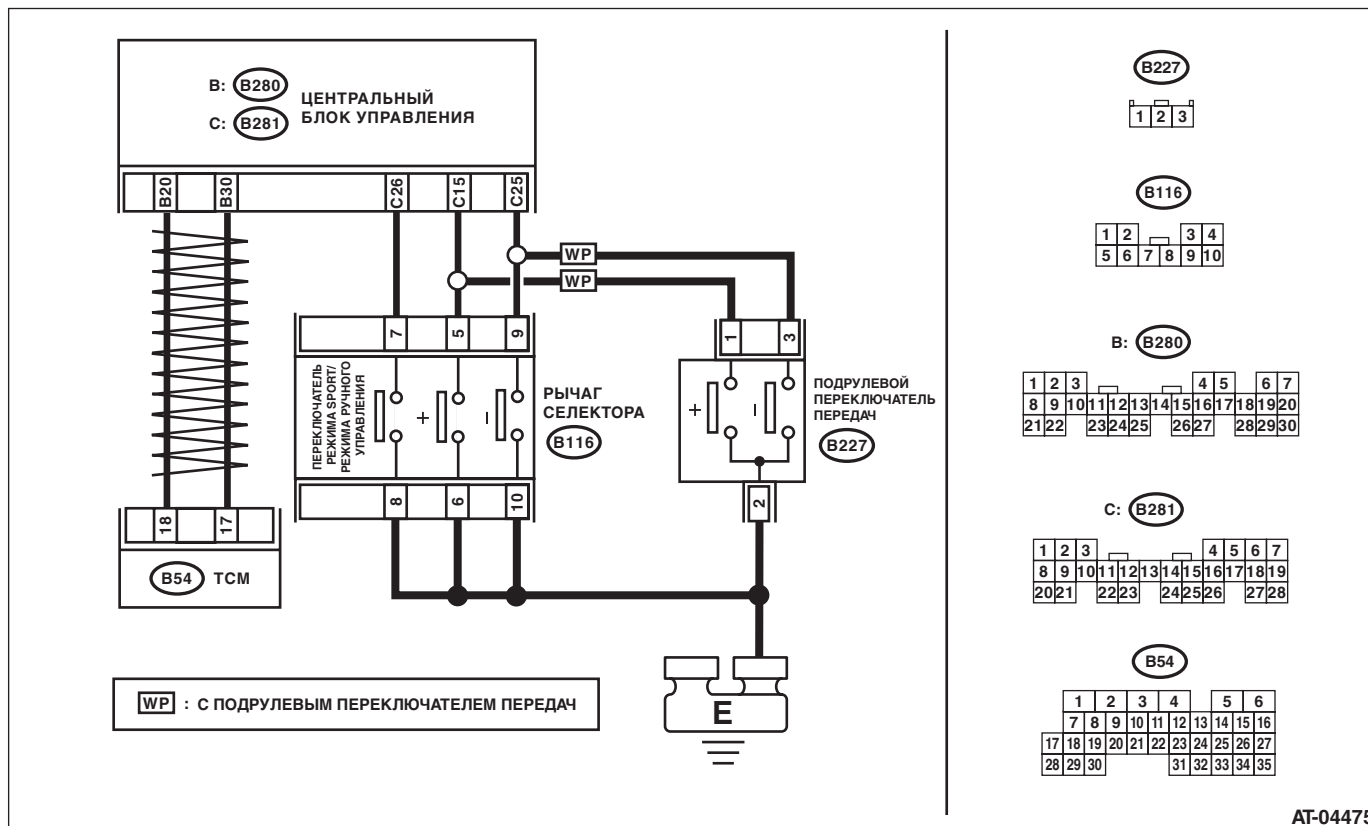 B: B280
C: B281
ЦЕНТРАЛЬНЫЙ
БЛОК УПРАВЛЕНИЯ
B20 B30 C26 C15 C25
WP
WP
7 5 9
ПЕРЕКЛЮЧАТЕЛЬ
РЕЖИМА SPORT/
РЕЖИМА РУЧНОГО
УПРАВЛЕНИЯ
+ –
РЫЧАГ
СЕЛЕКТОРА
B116
8 6 10
1 3
+ –
ПОДРУЛЕВОЙ
ПЕРЕКЛЮЧАТЕЛЬ
ПЕРЕДАЧ
B227
2
18 17
B54 TCM
E
WP : С ПОДРУЛЕВЫМ ПЕРЕКЛЮЧАТЕЛЕМ ПЕРЕДАЧ
B227
1 2 3
B116
1 2 3 4
5 6 7 8 9 10
B: B280
1 2 3 4 5 6 7
8 9 10 11 12 13 14 15 16 17 18 19 20
21 22 23 24 25 26 27 28 29 30
C: B281
1 2 3 4 5 6 7
8 9 10 11 12 13 14 15 16 17 18 19
20 21 22 23 24 25 26 27 28
B54
1 2 3 4 5 6
7 8 9 10 11 12 13 14 15 16
17 18 19 20 21 22 23 24 25 26 27
28 29 30 31 32 33 34 35
AT-04475